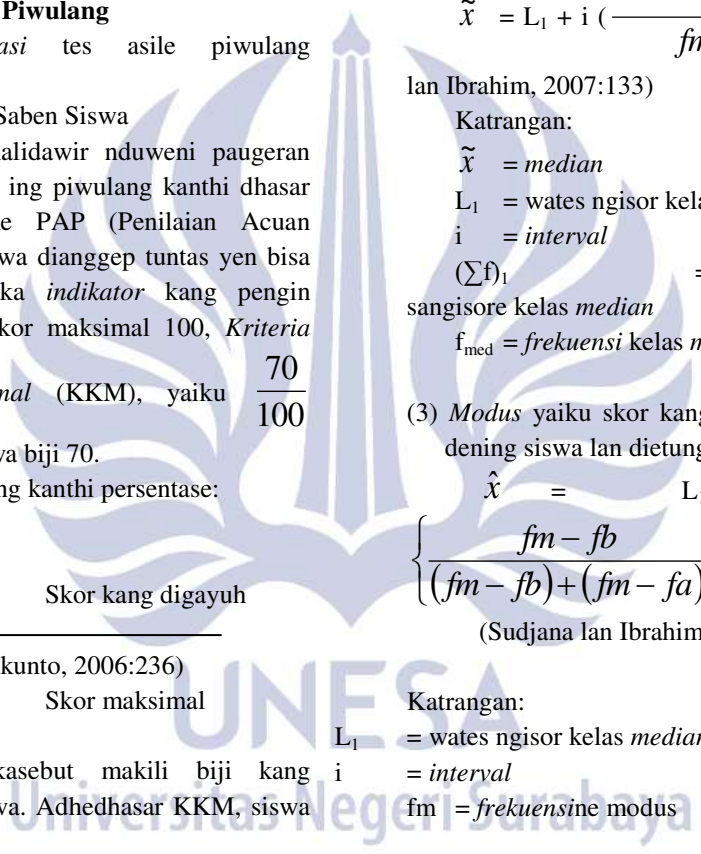 Piwulang
asi tes asile piwulang
Saben Siswa
alidawir nduweni paugeran
ing piwulang kanthi dhasar
e PAP (Penilaian Acuan
wa dianggep tuntas yen bisa
ka indikator kang pengin
kor maksimal 100, Kriteria
nal (KKM), yaiku 70/100
wa biji 70.
ng kanthi persentase:
Skor kang digayuh
kunto, 2006:236)
Skor maksimal
kasebut makili biji kang
wa. Adhedhasar KKM, siswa
x̃ = L₁ + i (
fm
lan Ibrahim, 2007:133)
Katrangan:
x̃ = median
L₁ = wates ngisor kela
i = interval
(∑f)₁ =
sangisore kelas median
f_med = frekuensi kelas m
(3) Modus yaiku skor kang
dening siswa lan dietung
x̂ = L
{ fm − fb / (fm − fb) + (fm − fa)
(Sudjana lan Ibrahim
Katrangan:
L₁ = wates ngisor kelas median
i = interval
fm = frekuensine modus
UNESA
Universitas Negeri Surabaya